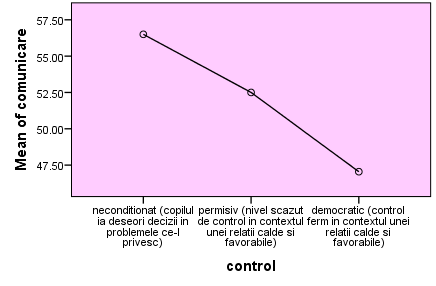 57.50
55.00
52.50
50.00
47.50
Mean of comunicare
neconditionat (copilul
ia deseori decizii in
problemele ce-l
privesc)
permisiv (nivel scazut
de control in contextul
unei relatii calde si
favorabile)
democratic (control
ferm in contextul unei
relatii calde si
favorabile)
control